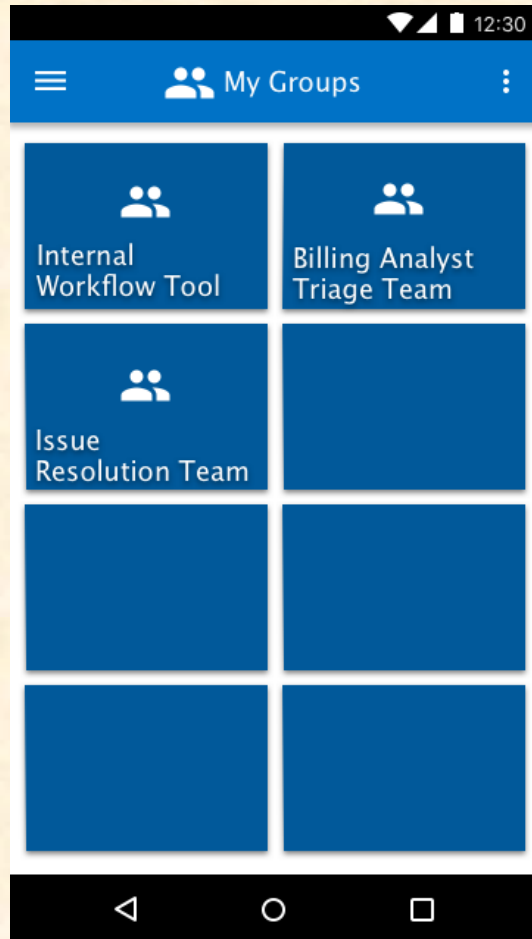 12:30
My Groups
Internal
Workflow Tool
Billing Analyst
Triage Team
Issue
Resolution Team